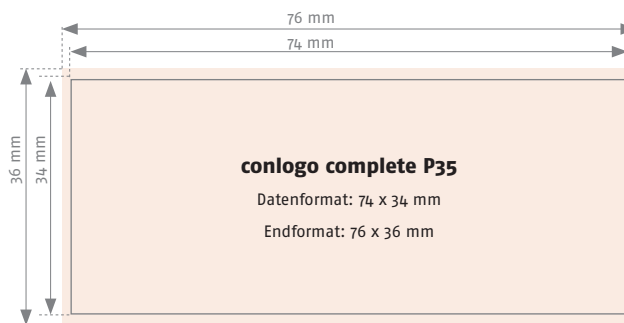 76 mm
74 mm
36 mm
34 mm
conlogo complete P35
Datenformat: 74 x 34 mm
Endformat: 76 x 36 mm